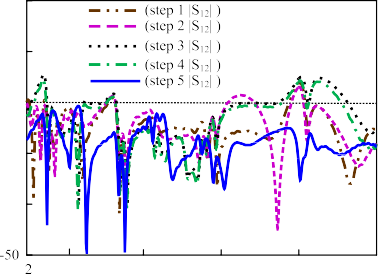 (step 1 |S12| )
(step 2 |S12| )
(step 3 |S12| )
(step 4 |S12| )
(step 5 |S12| )
-50
2